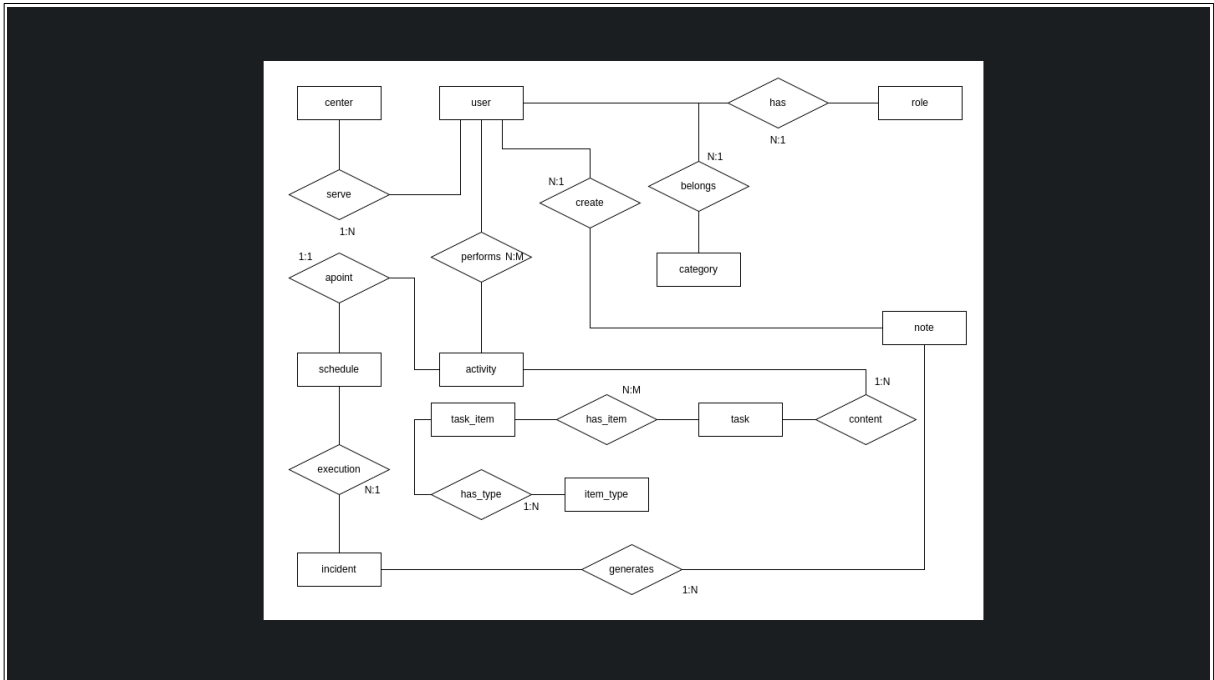 center
user
has
role
N:1
N:1
belongs
N:1
create
serve
1:N
1:1
apoint
performs N:M
category
note
schedule
activity
1:N
N:M
task_item
has_item
task
content
execution
N:1
has_type
item_type
1:N
incident
generates
1:N